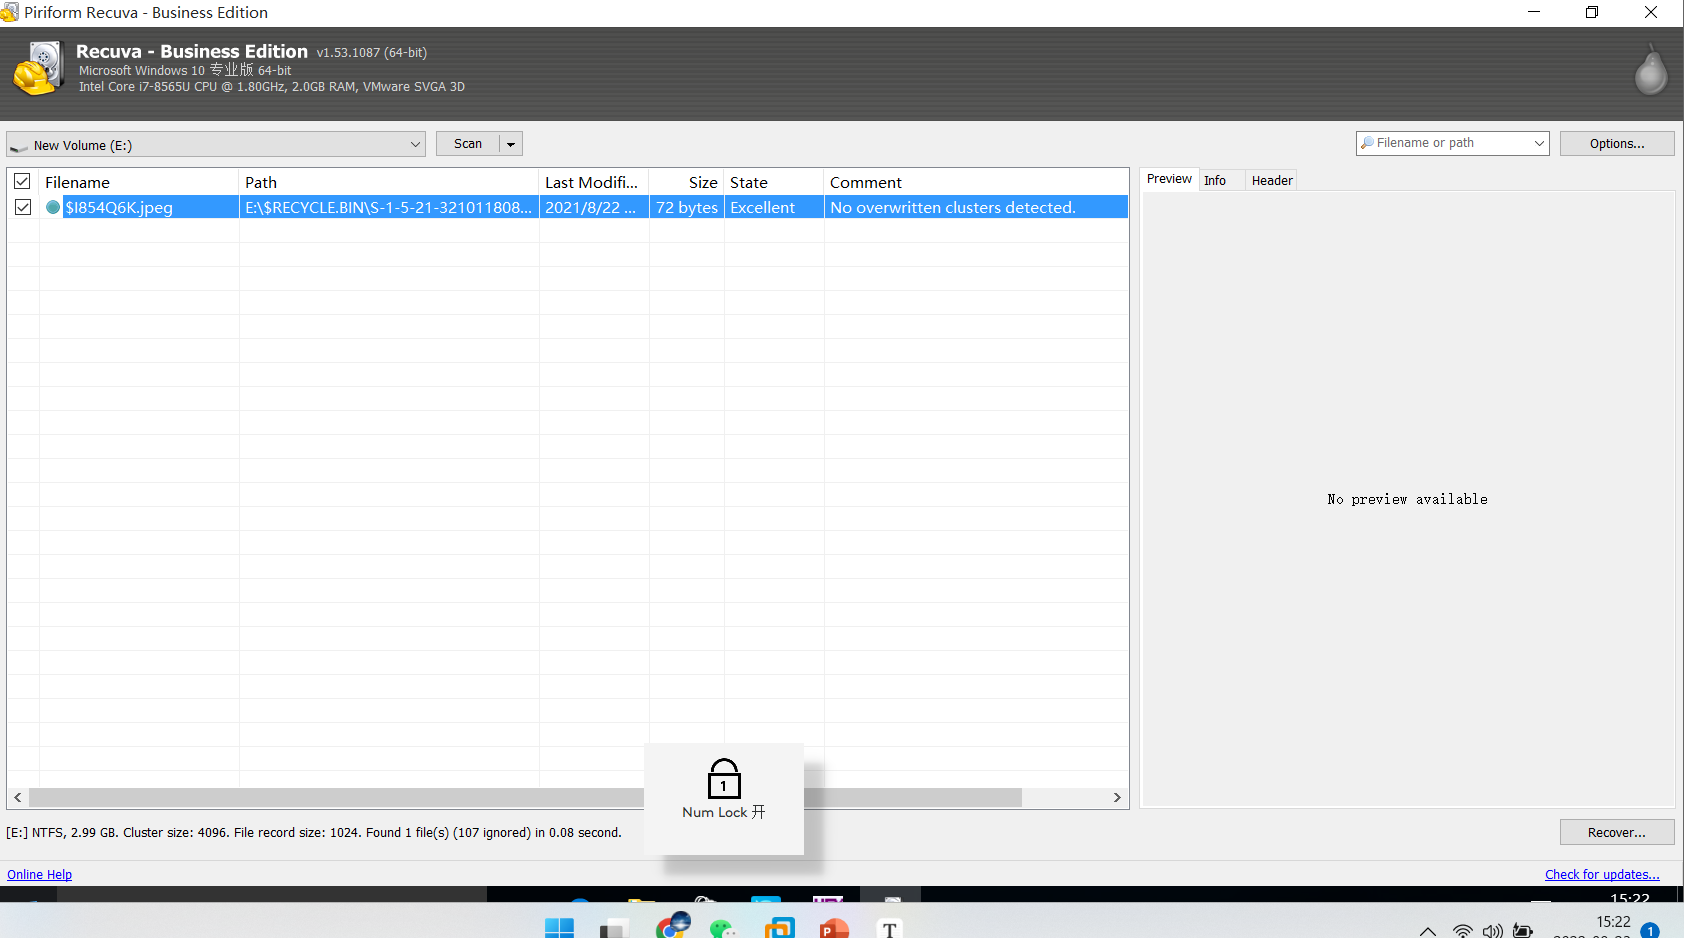 Piriform Recuva - Business Edition
Recuva - Business Edition v1.53.1087 (64-bit)
Microsoft Windows 10 专业版 64-bit
Intel Core i7-8565U CPU @ 1.80GHz, 2.0GB RAM, VMware SVGA 3D
New Volume (E:) Scan Filename or path Options...
Filename Path Last Modifi... Size State Comment
$I854Q6K.jpeg E:\$RECYCLE.BIN\S-1-5-21-321011808... 2021/8/22 ... 72 bytes Excellent No overwritten clusters detected.
Preview Info Header
No preview available
1
Num Lock 开
[E:] NTFS, 2.99 GB. Cluster size: 4096. File record size: 1024. Found 1 file(s) (107 ignored) in 0.08 second.
Recover...
Online Help Check for updates...
15:22
P T 15:22 1